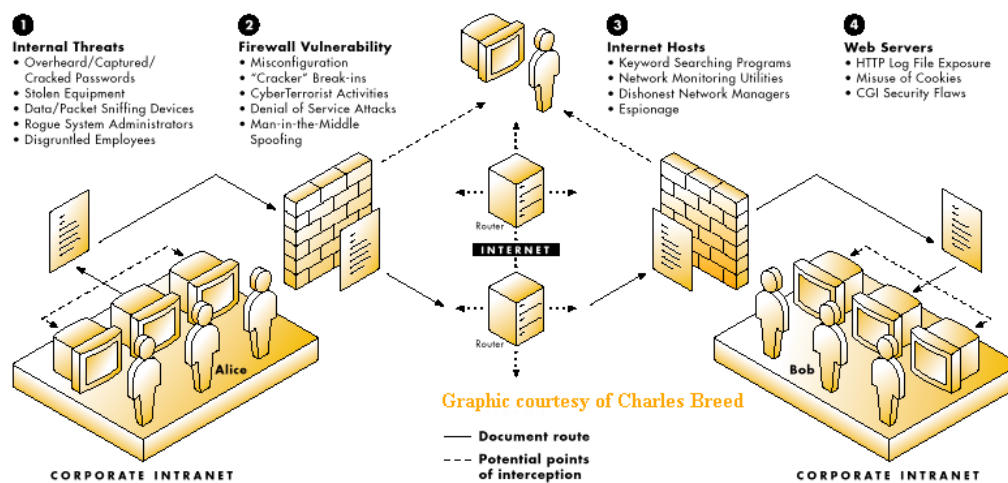 1
Internal Threats
• Overheard/Captured/
Cracked Passwords
• Stolen Equipment
• Data/Packet Sniffing Devices
• Rogue System Administrators
• Disgruntled Employees
2
Firewall Vulnerability
• Misconfiguration
• “Cracker” Break-ins
• CyberTerrorist Activities
• Denial of Service Attacks
• Man-in-the-Middle
Spoofing
3
Internet Hosts
• Keyword Searching Programs
• Network Monitoring Utilities
• Dishonest Network Managers
• Espionage
4
Web Servers
• HTTP Log File Exposure
• Misuse of Cookies
• CGI Security Flaws
Router
INTERNET
Router
Alice
Bob
Graphic courtesy of Charles Breed
Document route
Potential points
of interception
CORPORATE INTRANET
CORPORATE INTRANET